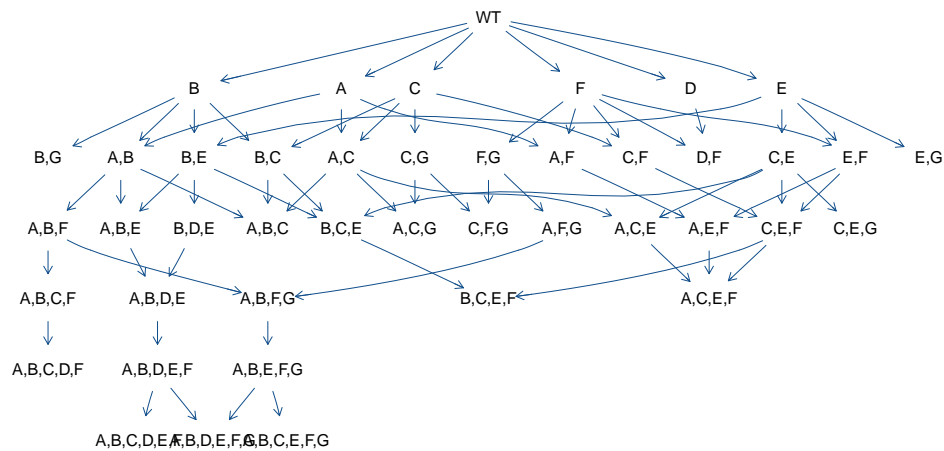 WT
B A C F D E
B,G A,B B,E B,C A,C C,G F,G A,F C,F D,F C,E E,F E,G
A,B,F A,B,E B,D,E A,B,C B,C,E A,C,G C,F,G A,F,G A,C,E A,E,F C,E,F C,E,G
A,B,C,F A,B,D,E A,B,F,G B,C,E,F A,C,E,F
A,B,C,D,F A,B,D,E,F A,B,E,F,G
A,B,C,D,E,F A,B,D,E,F,G A,B,C,E,F,G